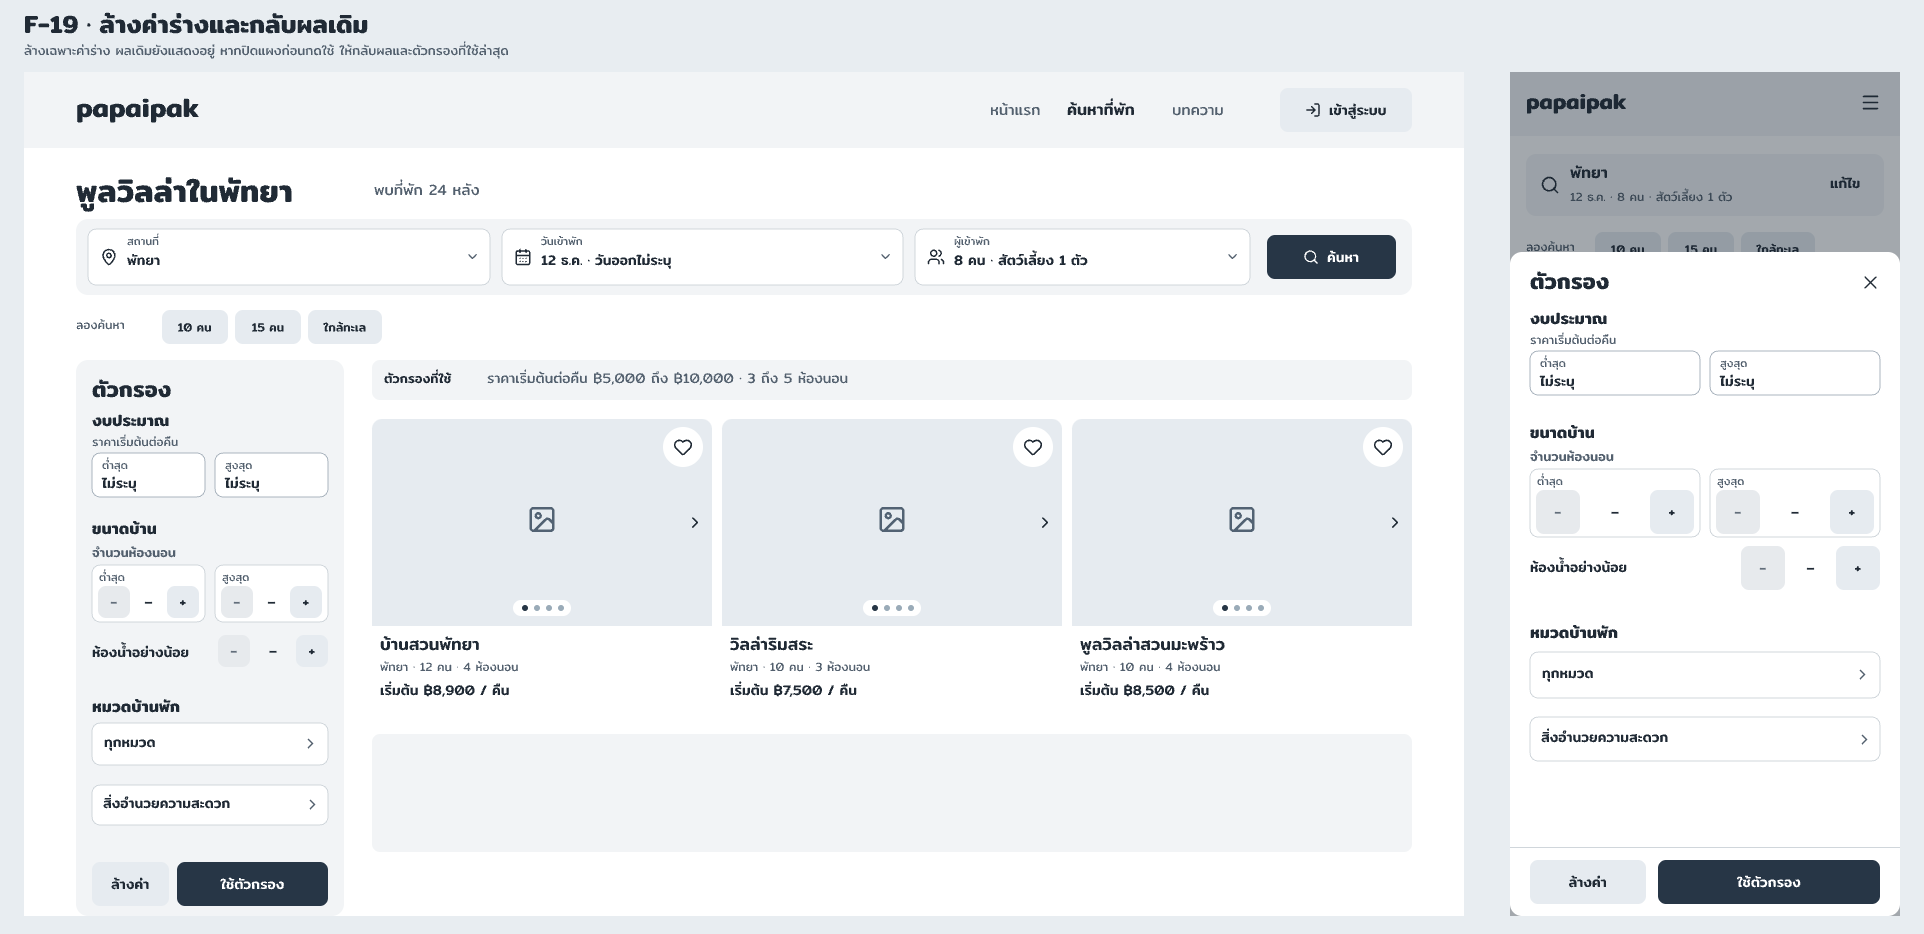 F-19 · ล้างค่าร่างและกลับผลเดิม
ล้างเฉพาะค่าร่าง ผลเดิมยังแสดงอยู่ หากปิดแผงก่อนกดใช้ ให้กลับผลและตัวกรองที่ใช้ล่าสุด
papaipak
หน้าแรก ค้นหาที่พัก บทความ เข้าสู่ระบบ
พูลวิลล่าในพัทยา พบที่พัก 24 หลัง
สถานที่
พัทยา
วันเข้าพัก
12 ธ.ค. · วันออกไม่ระบุ
ผู้เข้าพัก
8 คน · สัตว์เลี้ยง 1 ตัว
ค้นหา
ลองค้นหา 10 คน 15 คน ใกล้ทะเล
ตัวกรอง
งบประมาณ
ราคาเริ่มต้นต่อคืน
ต่ำสุด
ไม่ระบุ
สูงสุด
ไม่ระบุ
ขนาดบ้าน
จำนวนห้องนอน
ต่ำสุด
- – +
สูงสุด
- – +
ห้องน้ำอย่างน้อย - – +
หมวดบ้านพัก
ทุกหมวด
สิ่งอำนวยความสะดวก
ล้างค่า ใช้ตัวกรอง
ตัวกรองที่ใช้ ราคาเริ่มต้นต่อคืน ฿5,000 ถึง ฿10,000 · 3 ถึง 5 ห้องนอน
บ้านสวนพัทยา
พัทยา · 12 คน · 4 ห้องนอน
เริ่มต้น ฿8,900 / คืน
วิลล่าริมสระ
พัทยา · 10 คน · 3 ห้องนอน
เริ่มต้น ฿7,500 / คืน
พูลวิลล่าสวนมะพร้าว
พัทยา · 10 คน · 4 ห้องนอน
เริ่มต้น ฿8,500 / คืน
papaipak
พัทยา
12 ธ.ค. · 8 คน · สัตว์เลี้ยง 1 ตัว
แก้ไข
ลองค้นหา 10 คน 15 คน ใกล้ทะเล
ตัวกรอง
งบประมาณ
ราคาเริ่มต้นต่อคืน
ต่ำสุด
ไม่ระบุ
สูงสุด
ไม่ระบุ
ขนาดบ้าน
จำนวนห้องนอน
ต่ำสุด
- – +
สูงสุด
- – +
ห้องน้ำอย่างน้อย - – +
หมวดบ้านพัก
ทุกหมวด
สิ่งอำนวยความสะดวก
ล้างค่า ใช้ตัวกรอง